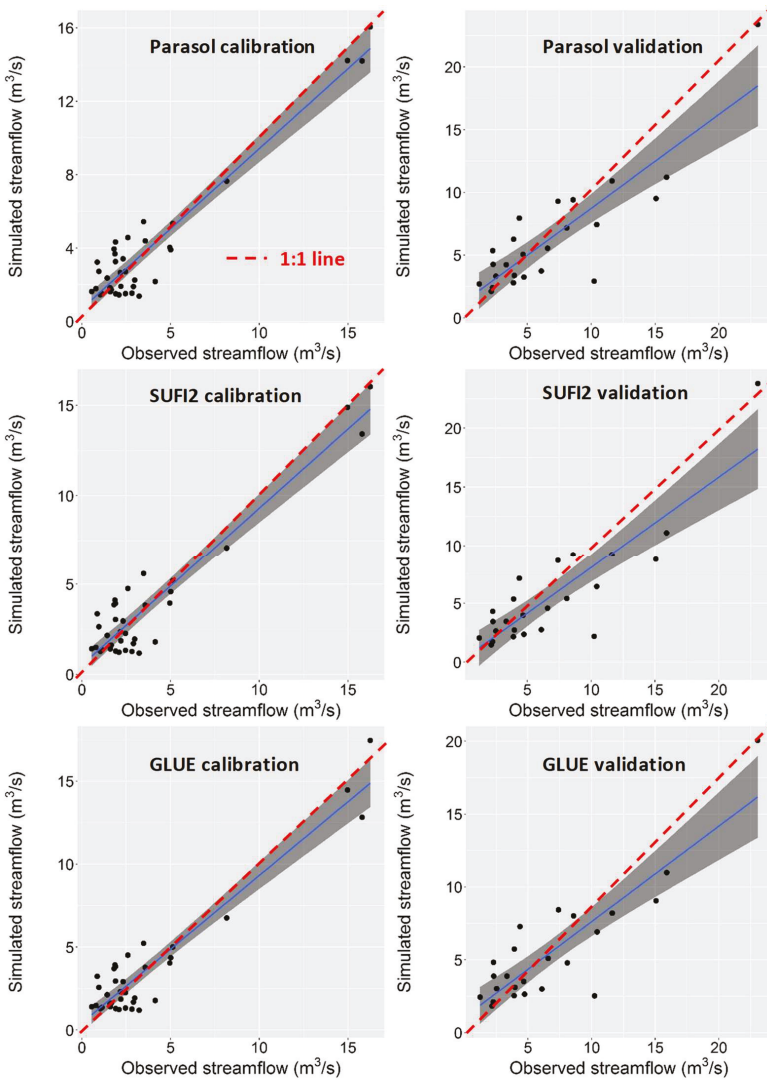 Parasol calibration
Simulated streamflow (m³/s)
16
12
8
4
0
1:1 line
0 5 10 15
Observed streamflow (m³/s)
Parasol validation
Simulated streamflow (m³/s)
20
15
10
5
0
0 5 10 15 20
Observed streamflow (m³/s)
SUFI2 calibration
Simulated streamflow (m³/s)
15
10
5
0
0 5 10 15
Observed streamflow (m³/s)
SUFI2 validation
Simulated streamflow (m³/s)
20
15
10
5
0
0 5 10 15 20
Observed streamflow (m³/s)
GLUE calibration
Simulated streamflow (m³/s)
15
10
5
0
0 5 10 15
Observed streamflow (m³/s)
GLUE validation
Simulated streamflow (m³/s)
20
15
10
5
0
0 5 10 15 20
Observed streamflow (m³/s)